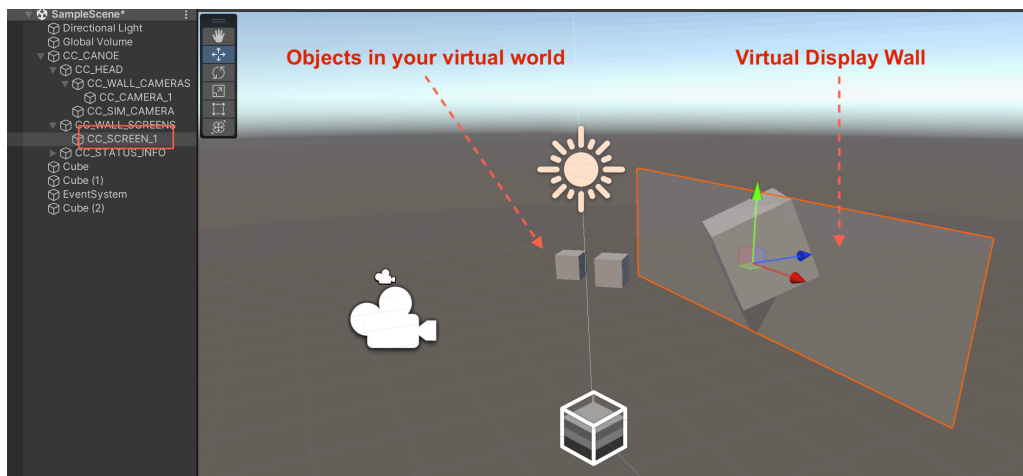 SampleScene*
Directional Light
Global Volume
CC_CANOE
CC_HEAD
CC_WALL_CAMERAS
CC_CAMERA_1
CC_SIM_CAMERA
CC_WALL_SCREENS
CC_SCREEN_1
CC_STATUS_INFO
Cube
Cube (1)
EventSystem
Cube (2)
Objects in your virtual world
Virtual Display Wall